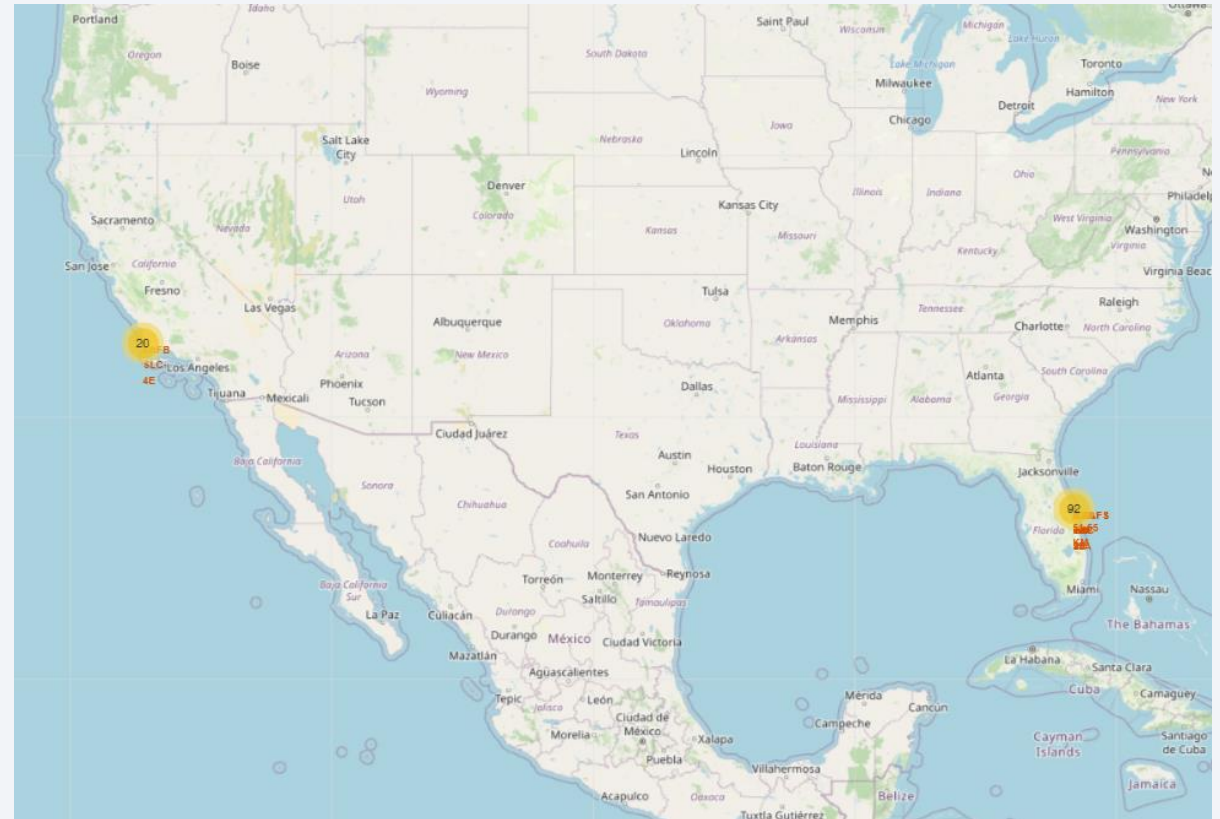 Idaho
Ottawa
Portland
Saint Paul
Michigan
Wisconsin
Lake Huron
Oregon
Boise
South Dakota
Lake Michigan
Toronto
Wyoming
Milwaukee
Hamilton
Detroit
New York
Chicago
Iowa
Salt Lake
City
Nebraska
Lincoln
Pennsylvania
Denver
Ohio
Utah
Illinois
Indiana
Philadelp
Colorado
Kansas City
Sacramento
Nevada
Kansas
Missouri
West Virginia
Washington
Virginia
Kentucky
San Jose
California
Virginia Beac
Fresno
Las Vegas
Tulsa
Raleigh
Albuquerque
Oklahoma
Memphis
Tennessee
Charlotte
North Carolina
20
FB
Arizona
New Mexico
Arkansas
Los Angeles
South Carolina
4E
Phoenix
Dallas
Atlanta
Tijuana
Mexicali
Tucson
Mississippi
Alabama
Georgia
Ciudad Juárez
Texas
Louisiana
Austin
Houston
Baton Rouge
Jacksonville
Baja California
Sonora
San Antonio
Chihuahua
92
Florida
Nuevo Laredo
Coahuila
Torreón
Monterrey
Reynosa
Miami
Nassau
Baja California
Sur
Saltillo
Tamaulipas
La Paz
Culiacán
Durango
The Bahamas
Durango
México
Ciudad Victoria
Mazatlán
La Habana
Santa Clara
Aguascalientes
Cuba
Camaguey
Tepic
León
Mérida
Cancún
Jalisco
Ciudad de
México
Campeche
Morelia
Xalapa
Cayman
Islands
Santiago
de Cuba
Puebla
Villahermosa
Jamaica
Acapulco
Oaxaca
Belize
Tuxtla Gutiérrez